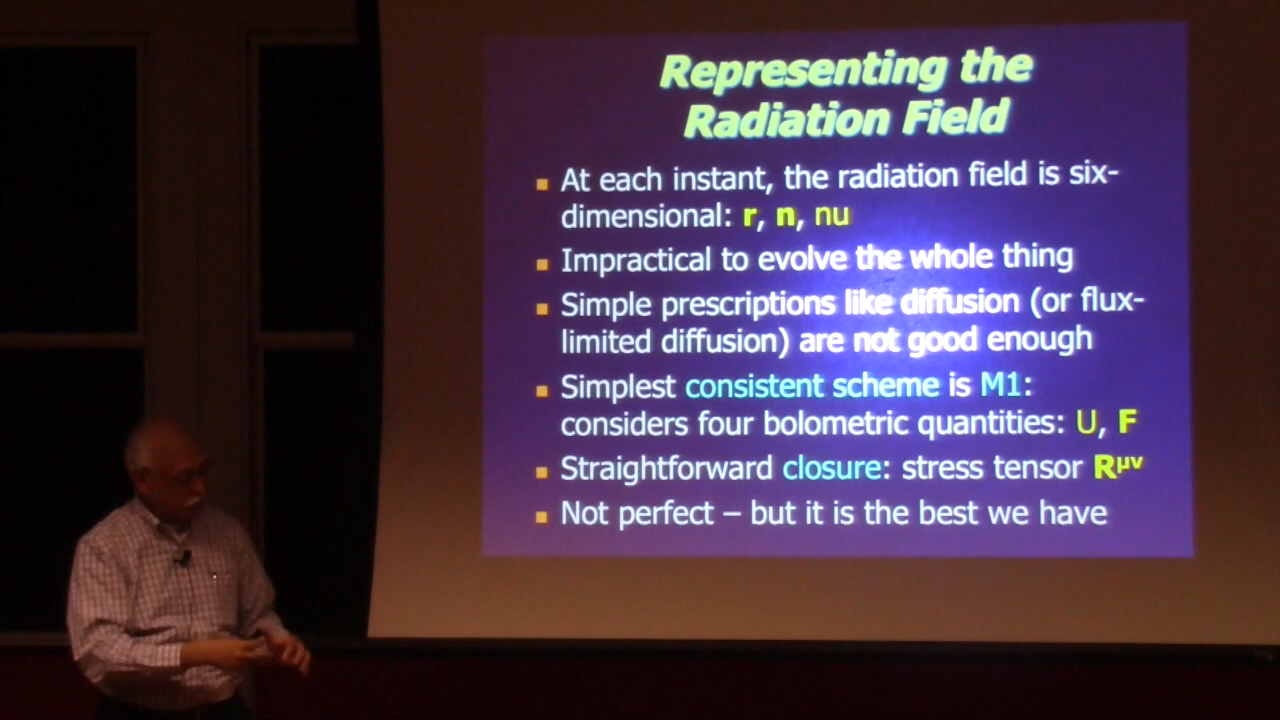 Representing the
Radiation Field
■ At each instant, the radiation field is six-
dimensional: r, n, nu
■ Impractical to evolve the whole thing
■ Simple prescriptions like diffusion (or flux-
limited diffusion) are not good enough
■ Simplest consistent scheme is M1:
considers four bolometric quantities: U, F
■ Straightforward closure: stress tensor R^μν
■ Not perfect – but it is the best we have